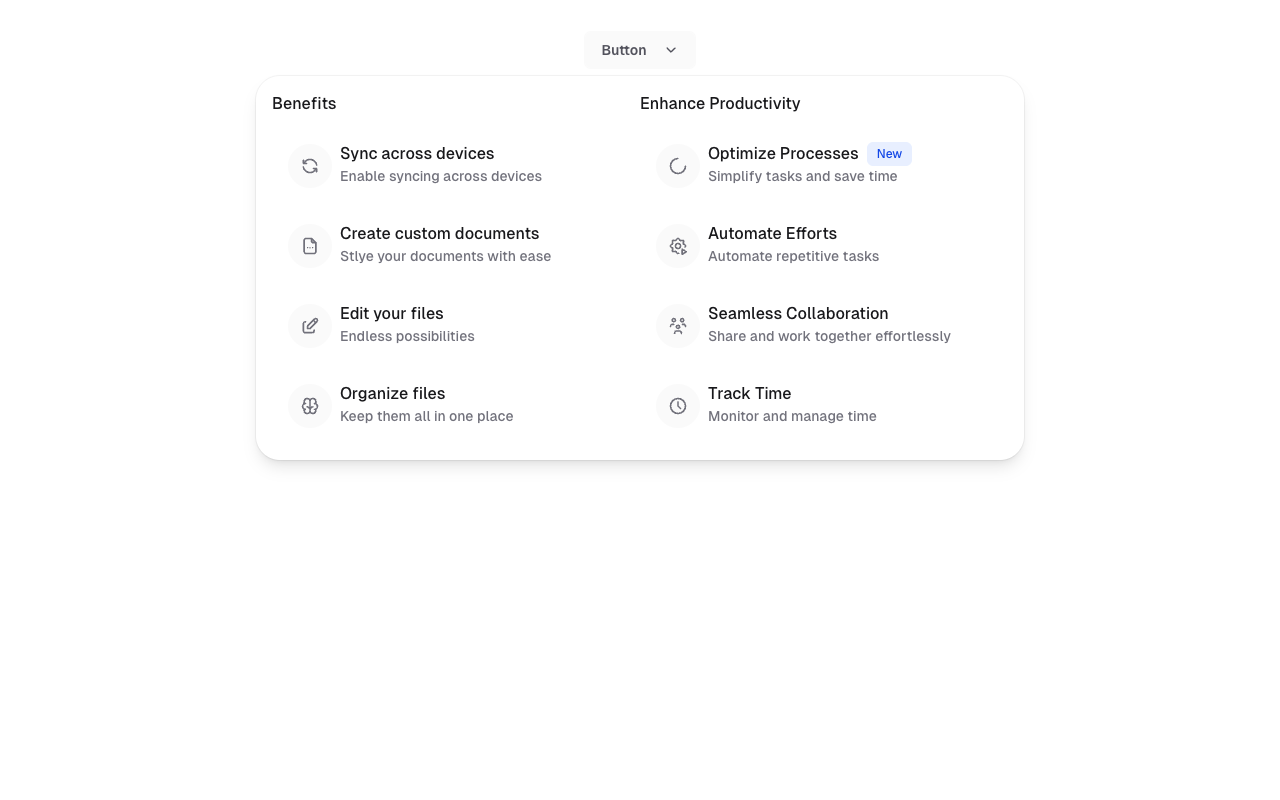 Button
Benefits
Sync across devices
Enable syncing across devices
Create custom documents
Stlye your documents with ease
Edit your files
Endless possibilities
Organize files
Keep them all in one place
Enhance Productivity
Optimize Processes New
Simplify tasks and save time
Automate Efforts
Automate repetitive tasks
Seamless Collaboration
Share and work together effortlessly
Track Time
Monitor and manage time